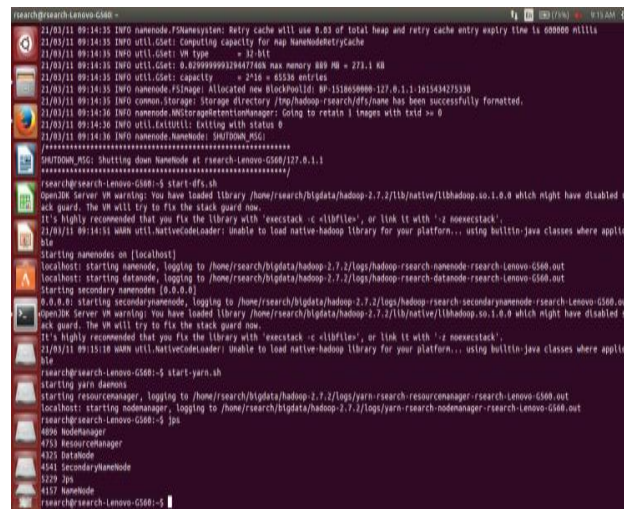 rsearch@rsearch-Lenovo-G560: ~
(75%) 9:15 AM
21/03/11 09:14:35 INFO namenode.FSNamesystem: Retry cache will use 0.03 of total heap and retry cache entry expiry time is 600000 millis
21/03/11 09:14:35 INFO util.GSet: Computing capacity for map NameNodeRetryCache
21/03/11 09:14:35 INFO util.GSet: VM type = 32-bit
21/03/11 09:14:35 INFO util.GSet: 0.029999999329447746% max memory 889 MB = 273.1 KB
21/03/11 09:14:35 INFO util.GSet: capacity = 2^16 = 65536 entries
21/03/11 09:14:35 INFO namenode.FSImage: Allocated new BlockPoolId: BP-1518650000-127.0.1.1-1615434275330
21/03/11 09:14:35 INFO common.Storage: Storage directory /tmp/hadoop-rsearch/dfs/name has been successfully formatted.
21/03/11 09:14:36 INFO namenode.NNStorageRetentionManager: Going to retain 1 images with txid >= 0
21/03/11 09:14:36 INFO util.ExitUtil: Exiting with status 0
21/03/11 09:14:36 INFO namenode.NameNode: SHUTDOWN_MSG:
/************************************************************
SHUTDOWN_MSG: Shutting down NameNode at rsearch-Lenovo-G560/127.0.1.1
************************************************************/
rsearch@rsearch-Lenovo-G560:~$ start-dfs.sh
OpenJDK Server VM warning: You have loaded library /home/rsearch/bigdata/hadoop-2.7.2/lib/native/libhadoop.so.1.0.0 which might have disabled s
ack guard. The VM will try to fix the stack guard now.
It's highly recommended that you fix the library with 'execstack -c <libfile>', or link it with '-z noexecstack'.
21/03/11 09:14:51 WARN util.NativeCodeLoader: Unable to load native-hadoop library for your platform... using builtin-java classes where applic
ble
Starting namenodes on [localhost]
localhost: starting namenode, logging to /home/rsearch/bigdata/hadoop-2.7.2/logs/hadoop-rsearch-namenode-rsearch-Lenovo-G560.out
localhost: starting datanode, logging to /home/rsearch/bigdata/hadoop-2.7.2/logs/hadoop-rsearch-datanode-rsearch-Lenovo-G560.out
Starting secondary namenodes [0.0.0.0]
0.0.0.0: starting secondarynamenode, logging to /home/rsearch/bigdata/hadoop-2.7.2/logs/hadoop-rsearch-secondarynamenode-rsearch-Lenovo-G560.ou
OpenJDK Server VM warning: You have loaded library /home/rsearch/bigdata/hadoop-2.7.2/lib/native/libhadoop.so.1.0.0 which might have disabled s
ack guard. The VM will try to fix the stack guard now.
It's highly recommended that you fix the library with 'execstack -c <libfile>', or link it with '-z noexecstack'.
21/03/11 09:15:10 WARN util.NativeCodeLoader: Unable to load native-hadoop library for your platform... using builtin-java classes where applic
ble
rsearch@rsearch-Lenovo-G560:~$ start-yarn.sh
starting yarn daemons
starting resourcemanager, logging to /home/rsearch/bigdata/hadoop-2.7.2/logs/yarn-rsearch-resourcemanager-rsearch-Lenovo-G560.out
localhost: starting nodemanager, logging to /home/rsearch/bigdata/hadoop-2.7.2/logs/yarn-rsearch-nodemanager-rsearch-Lenovo-G560.out
rsearch@rsearch-Lenovo-G560:~$ jps
4896 NodeManager
4753 ResourceManager
4325 DataNode
4541 SecondaryNameNode
5229 Jps
4157 NameNode
rsearch@rsearch-Lenovo-G560:~$